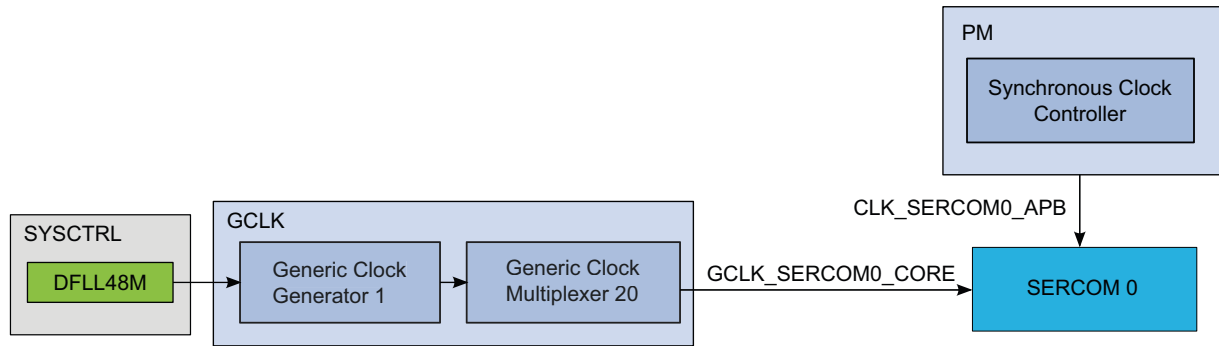 PM
Synchronous Clock
Controller
CLK_SERCOM0_APB
SYSCTRL
DFLL48M
GCLK
Generic Clock
Generator 1
Generic Clock
Multiplexer 20
GCLK_SERCOM0_CORE
SERCOM 0